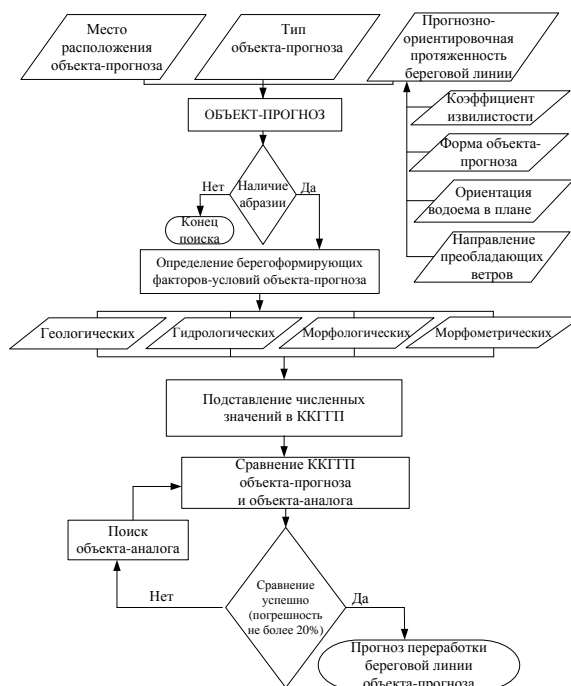 Место
расположения
объекта-прогноза
Тип
объекта-прогноза
Прогнозно-
ориентировочная
протяженность
береговой линии
Коэффициент
извилистости
Форма объекта-
прогноза
Ориентация
водоема в плане
Направление
преобладающих
ветров
ОБЪЕКТ-ПРОГНОЗ
Наличие
абразии
Нет
Да
Конец
поиска
Определение берегоформирующих
факторов-условий объекта-прогноза
Геологических
Гидрологических
Морфологических
Морфометрических
Подставление численных
значений в ККГГП
Сравнение ККГГП
объекта-прогноза
и объекта-аналога
Поиск
объекта-аналога
Сравнение
успешно
(погрешность
не более 20%)
Нет
Да
Прогноз переработки
береговой линии
объекта-прогноза